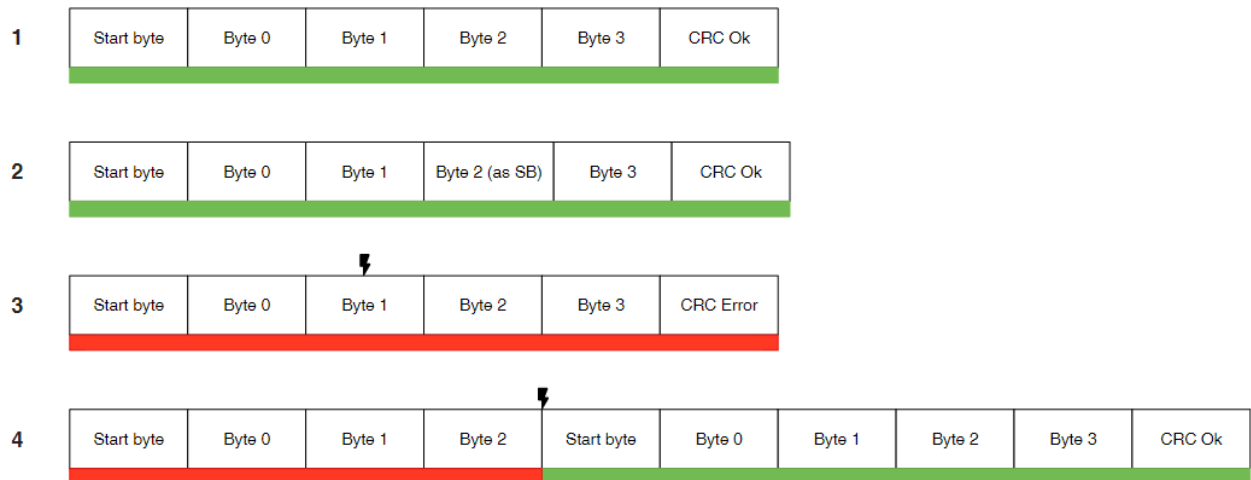 1 Start byte Byte 0 Byte 1 Byte 2 Byte 3 CRC Ok
2 Start byte Byte 0 Byte 1 Byte 2 (as SB) Byte 3 CRC Ok
3 Start byte Byte 0 Byte 1 Byte 2 Byte 3 CRC Error
4 Start byte Byte 0 Byte 1 Byte 2 Start byte Byte 0 Byte 1 Byte 2 Byte 3 CRC Ok